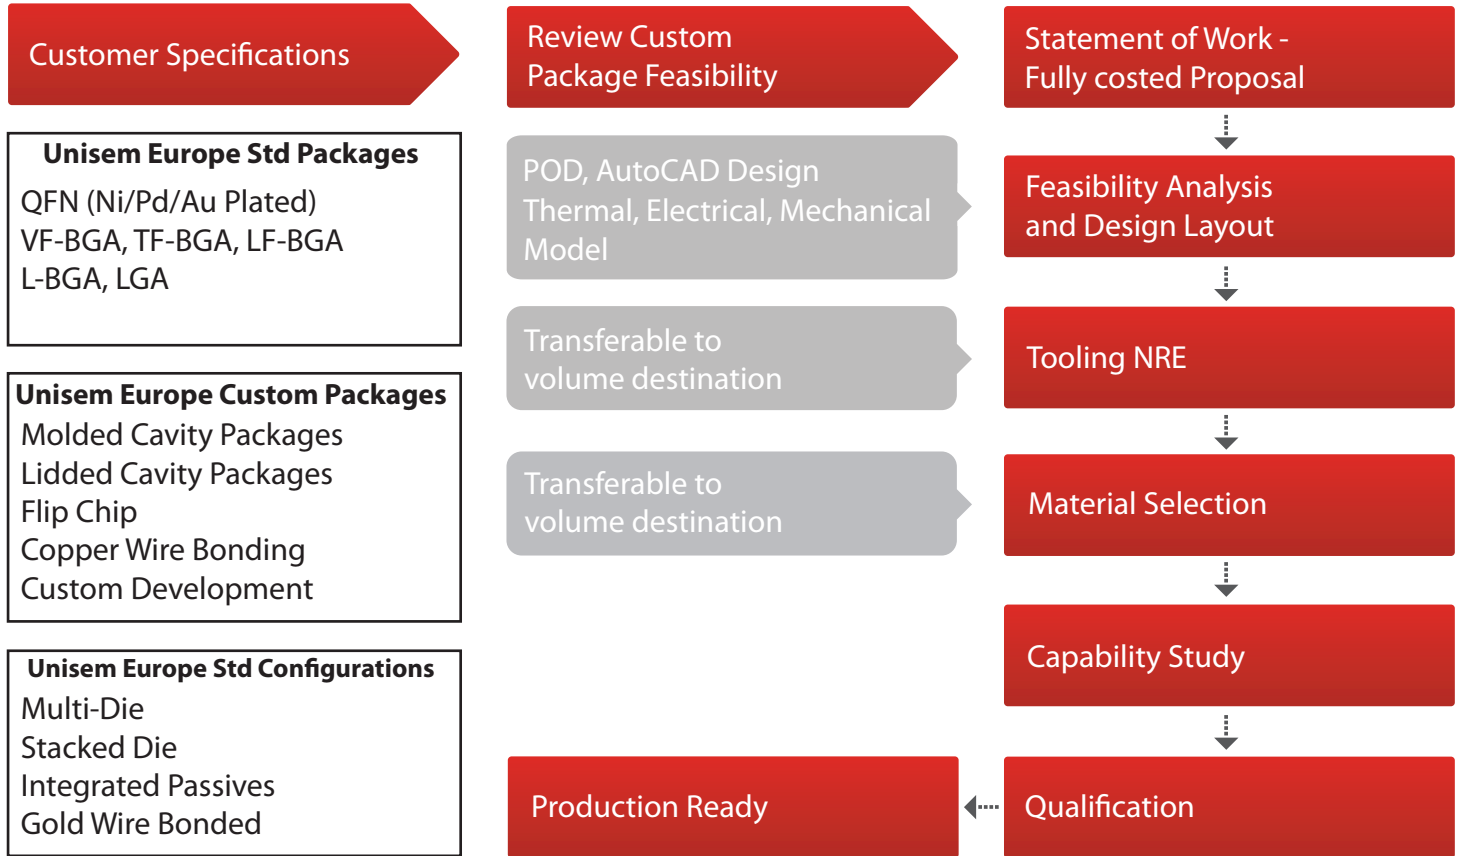 Customer Specifications
Review Custom
Package Feasibility
Statement of Work -
Fully costed Proposal
Unisem Europe Std Packages
QFN (Ni/Pd/Au Plated)
VF-BGA, TF-BGA, LF-BGA
L-BGA, LGA
Unisem Europe Custom Packages
Molded Cavity Packages
Lidded Cavity Packages
Flip Chip
Copper Wire Bonding
Custom Development
Unisem Europe Std Configurations
Multi-Die
Stacked Die
Integrated Passives
Gold Wire Bonded
POD, AutoCAD Design
Thermal, Electrical, Mechanical
Model
Feasibility Analysis
and Design Layout
Transferable to
volume destination
Tooling NRE
Transferable to
volume destination
Material Selection
Capability Study
Qualification
Production Ready